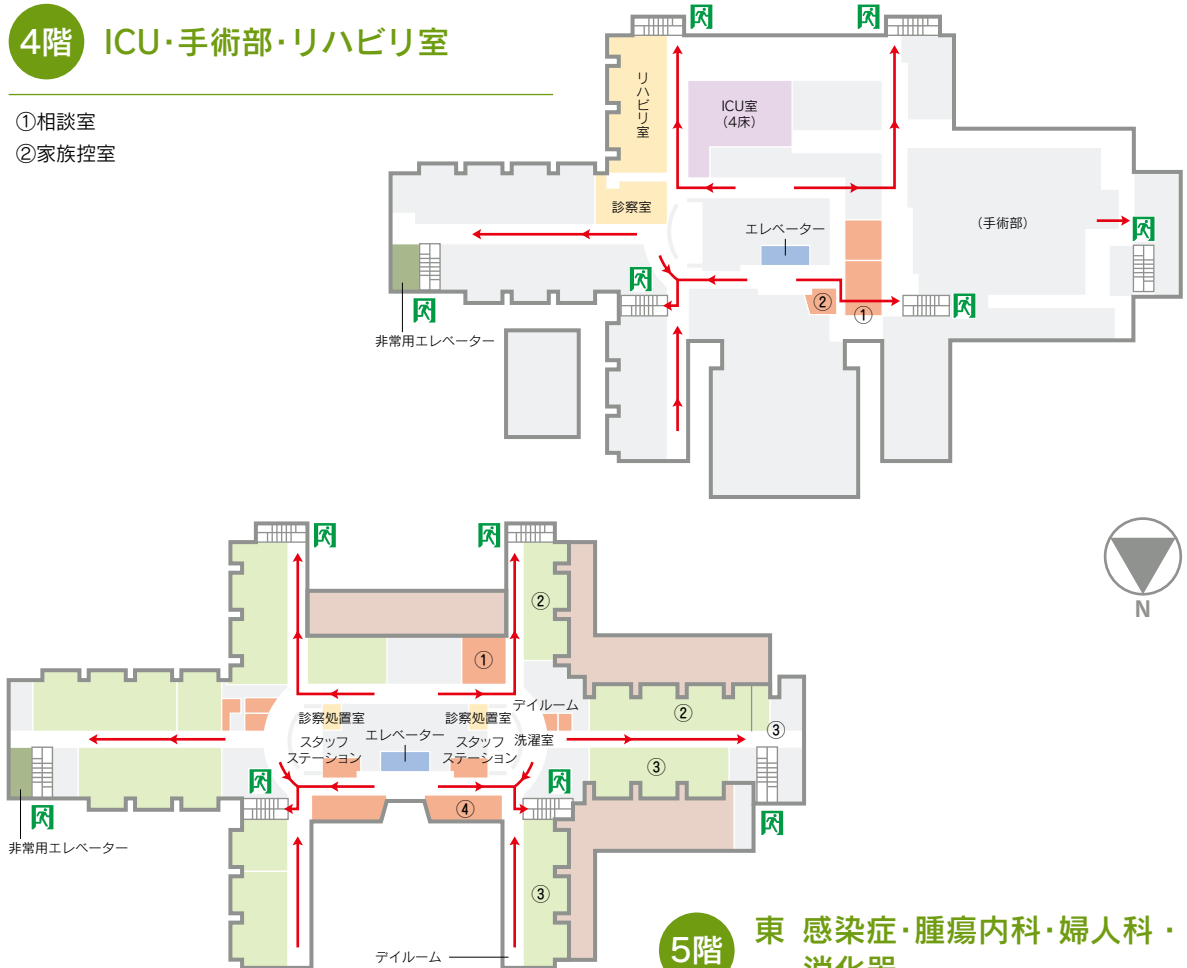 4階 ICU･手術部･リハビリ室
①相談室
②家族控室
リハビリ室
ICU室
(4床)
診察室
エレベーター
(手術部)
②
①
非常用エレベーター
N
②
①
デイルーム
②
③
診察処置室
診察処置室
スタッフ
ステーション
エレベーター
スタッフ
ステーション
洗濯室
③
④
③
非常用エレベーター
デイルーム
5階 東 感染症･腫瘍内科･婦人科・